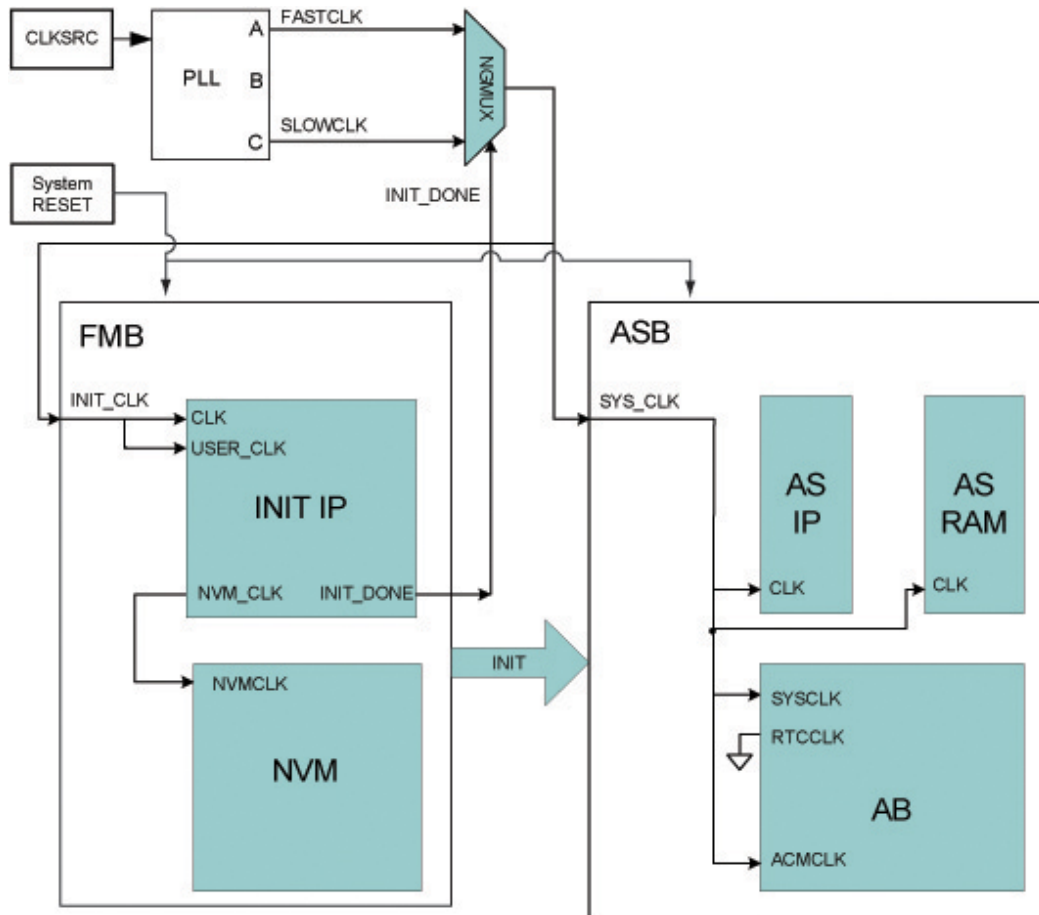 CLKSRC
PLL
A
FASTCLK
B
C
SLOWCLK
NGMUX
System
RESET
INIT_DONE
FMB
INIT_CLK
CLK
USER_CLK
INIT IP
NVM_CLK
INIT_DONE
NVMCLK
NVM
INIT
ASB
SYS_CLK
AS
IP
CLK
AS
RAM
CLK
SYSCLK
RTCCLK
AB
ACMCLK